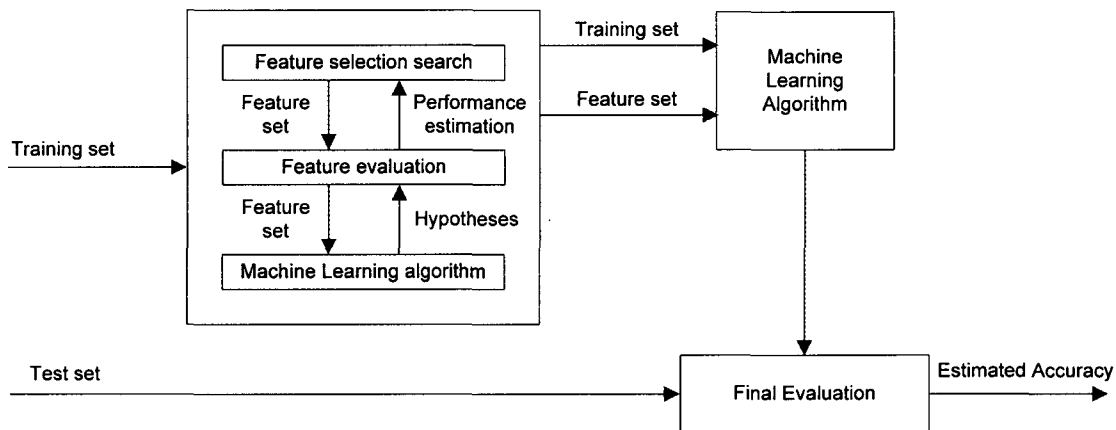 Training set
Feature selection search
Feature
set
Performance
estimation
Feature evaluation
Feature
set
Hypotheses
Machine Learning algorithm
Training set
Feature set
Machine
Learning
Algorithm
Test set
Final Evaluation
Estimated Accuracy